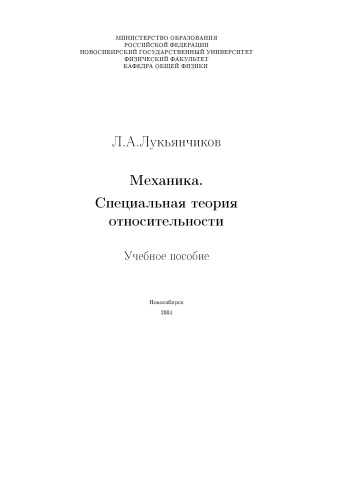 МИНИСТЕРСТВО ОБРАЗОВАНИЯ
РОССИЙСКОЙ ФЕДЕРАЦИИ
НОВОСИБИРСКИЙ ГОСУДАРСТВЕННЫЙ УНИВЕРСИТЕТ
ФИЗИЧЕСКИЙ ФАКУЛЬТЕТ
КАФЕДРА ОБЩЕЙ ФИЗИКИ
Л.А.Лукьянчиков
Механика.
Специальная теория
относительности
Учебное пособие
Новосибирск
2004